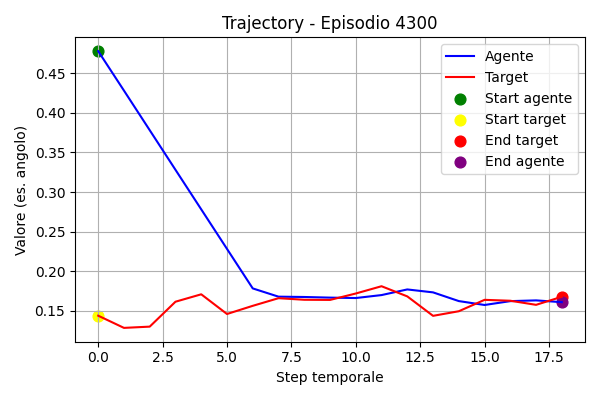 Trajectory - Episodio 4300
Valore (es. angolo)
0.45
0.40
0.35
0.30
0.25
0.20
0.15
0.0 2.5 5.0 7.5 10.0 12.5 15.0 17.5
Step temporale
Agente
Target
Start agente
Start target
End target
End agente